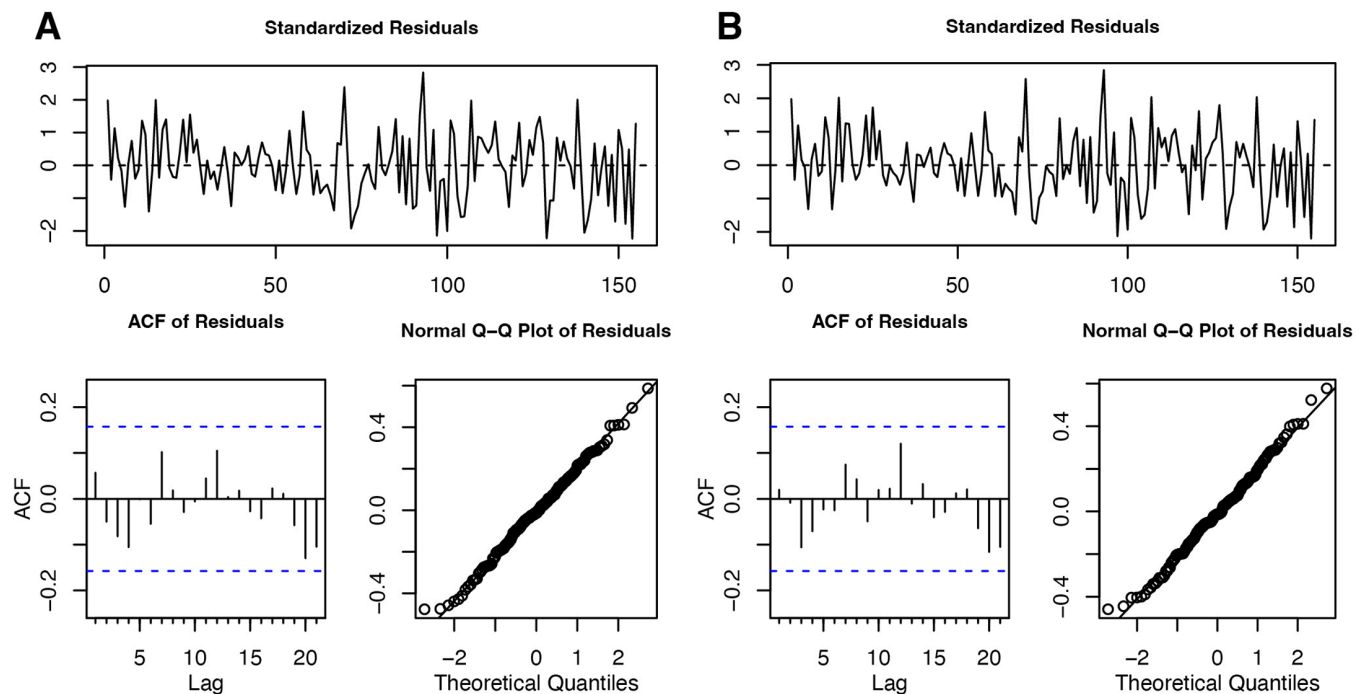 A
Standardized Residuals
3
2
1
0
−2
0 50 100 150
ACF of Residuals
ACF
0.2
0.0
−0.2
5 10 15 20
Lag
Normal Q−Q Plot of Residuals
0.4
0.0
−0.4
−2 0 1 2
Theoretical Quantiles
B
Standardized Residuals
3
2
1
0
−2
0 50 100 150
ACF of Residuals
ACF
0.2
0.0
−0.2
5 10 15 20
Lag
Normal Q−Q Plot of Residuals
0.4
0.0
−0.4
−2 0 1 2
Theoretical Quantiles